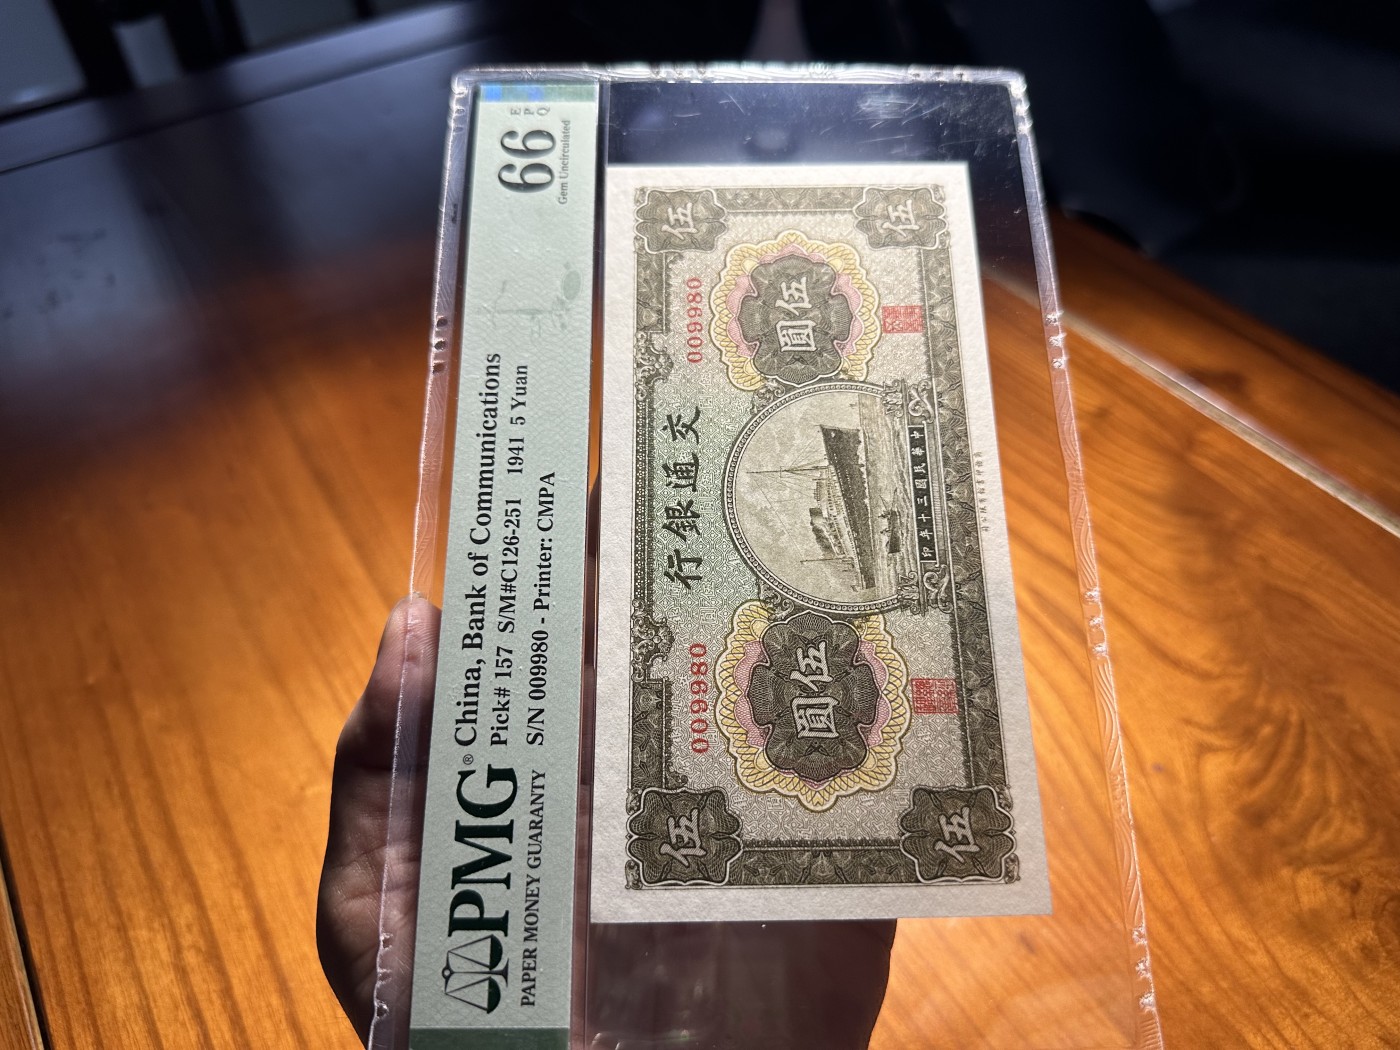 PMG® China, Bank of Communications
Pick# 157 S/M#C126-251 1941 5 Yuan
PAPER MONEY GUARANTY S/N 009980 - Printer: CMPA
66 EPQ
Gem Uncirculated
伍 伍
009980 009980
行銀通交
伍圓 伍圓
印年十三國民華中
伍 伍